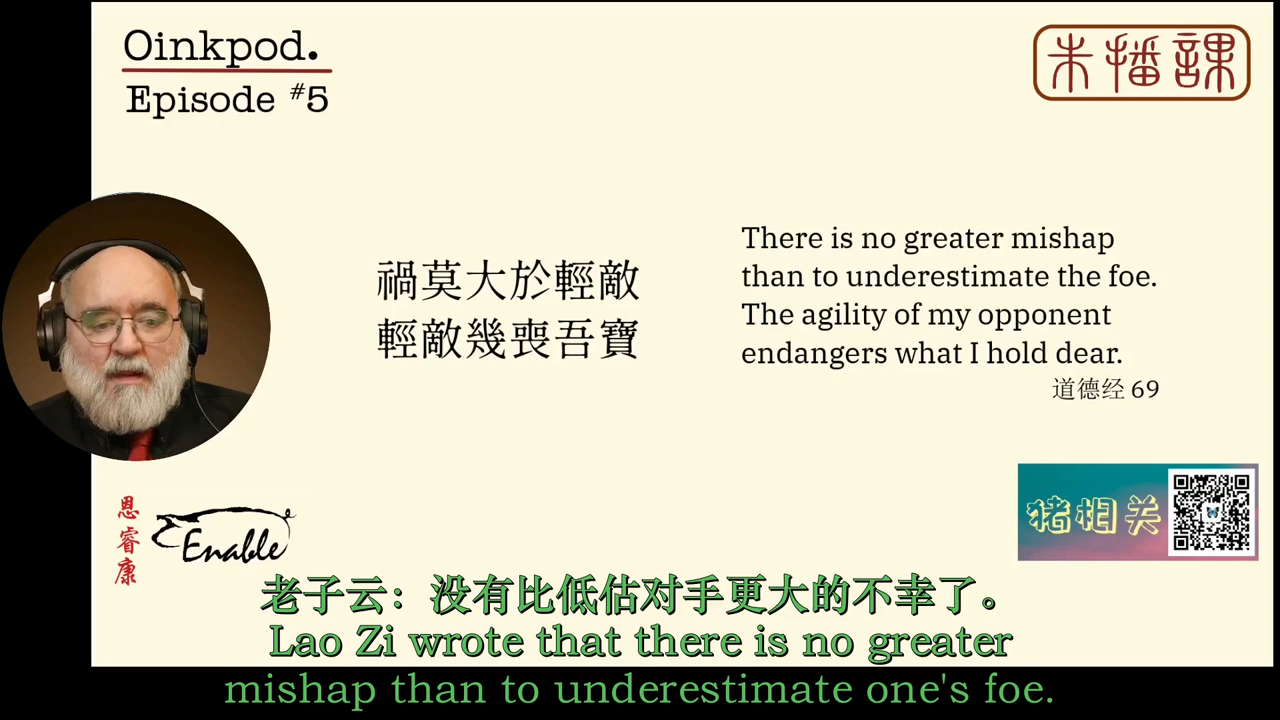 Oinkpod.
Episode #5
未播課
禍莫大於輕敵
輕敵幾喪吾寶
There is no greater mishap
than to underestimate the foe.
The agility of my opponent
endangers what I hold dear.
道德经 69
恩睿康
Enable
猪相关
老子云：没有比低估对手更大的不幸了。
Lao Zi wrote that there is no greater
mishap than to underestimate one's foe.